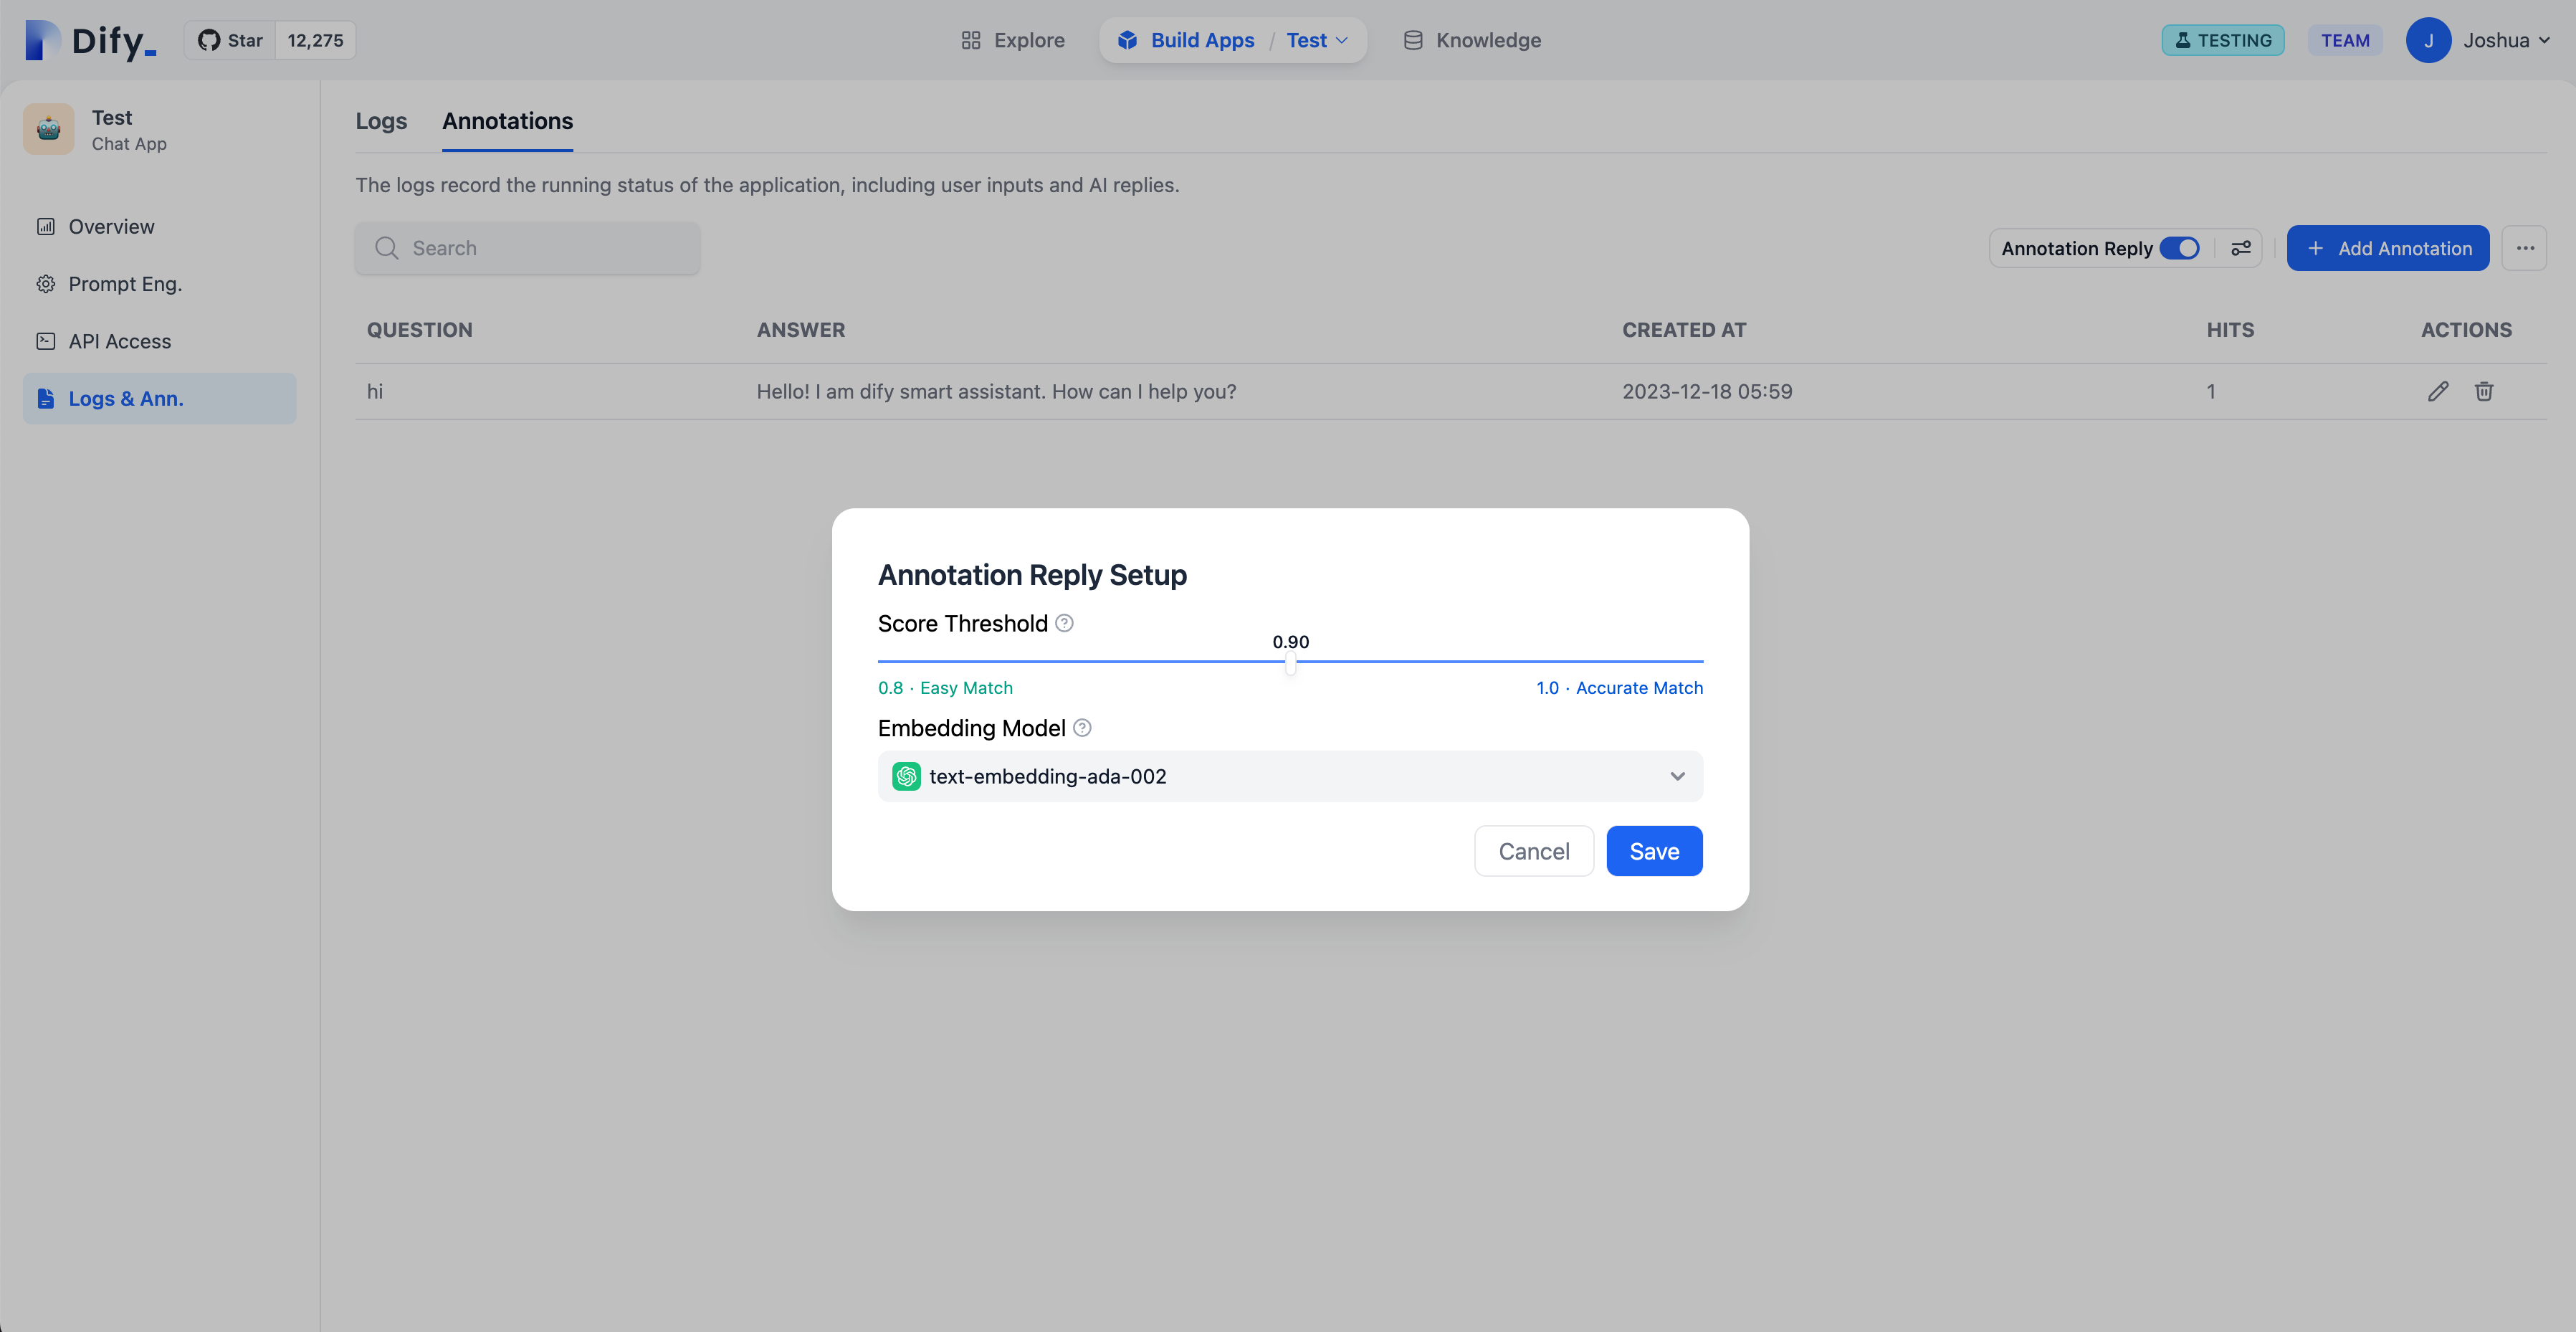 Dify_
Star 12,275
Explore
Build Apps / Test
Knowledge
TESTING
TEAM
J Joshua
Test
Chat App
Overview
Prompt Eng.
API Access
Logs & Ann.
Logs Annotations
The logs record the running status of the application, including user inputs and AI replies.
Search
Annotation Reply
+ Add Annotation
QUESTION ANSWER CREATED AT HITS ACTIONS
hi Hello! I am dify smart assistant. How can I help you? 2023-12-18 05:59 1
Annotation Reply Setup
Score Threshold
0.90
0.8 · Easy Match 1.0 · Accurate Match
Embedding Model
text-embedding-ada-002
Cancel Save